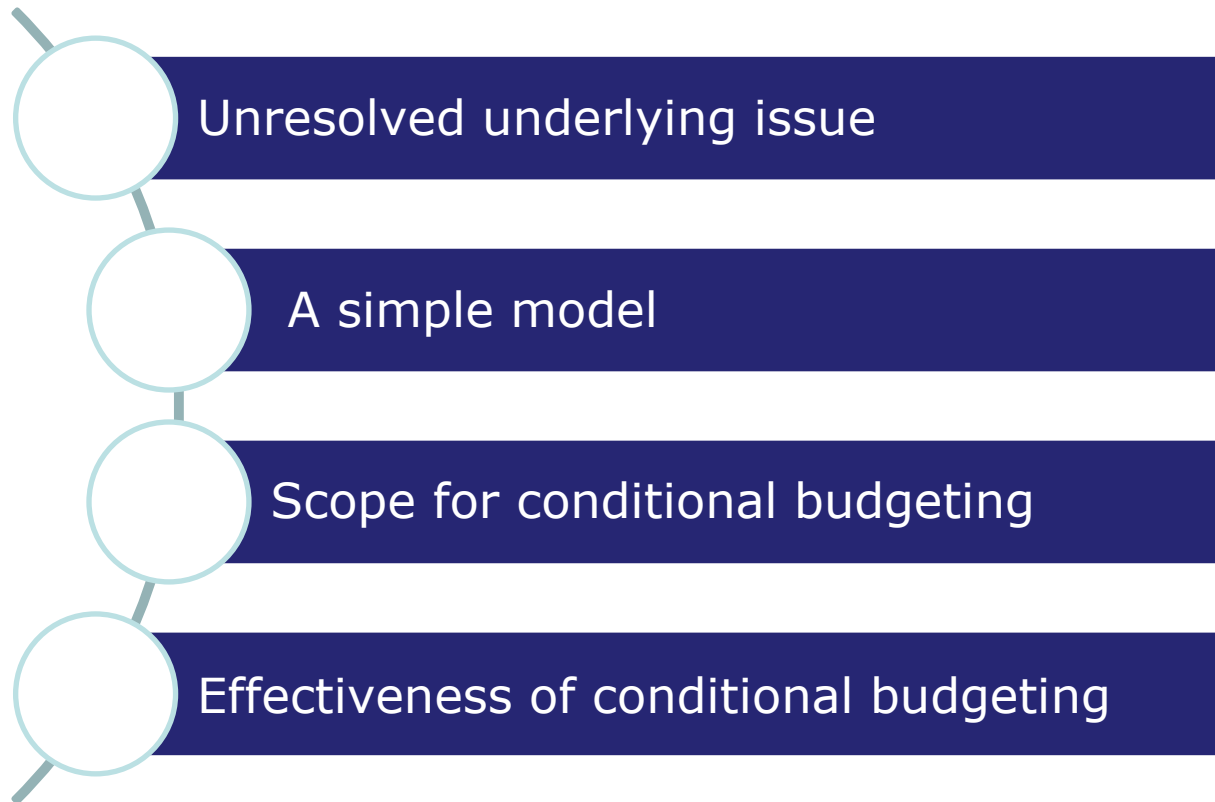 Unresolved underlying issue
A simple model
Scope for conditional budgeting
Effectiveness of conditional budgeting